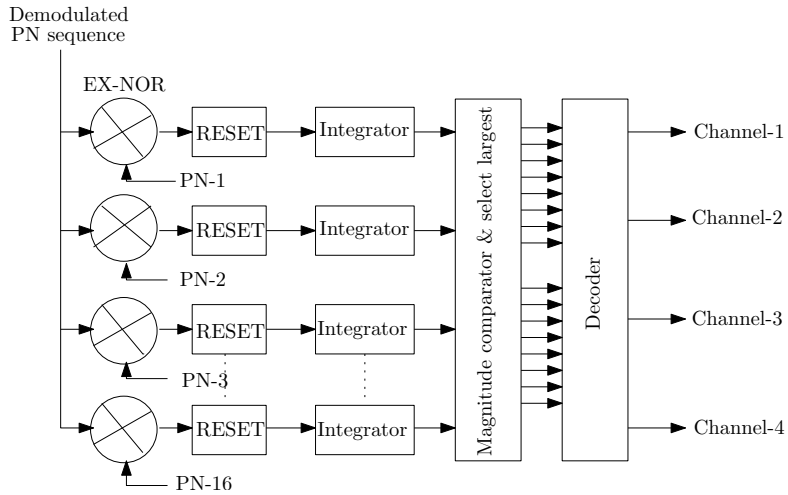 Demodulated
PN sequence
EX-NOR
RESET
Integrator
PN-1
RESET
Integrator
PN-2
RESET
Integrator
PN-3
RESET
Integrator
PN-16
Magnitude comparator & select largest
Decoder
Channel-1
Channel-2
Channel-3
Channel-4